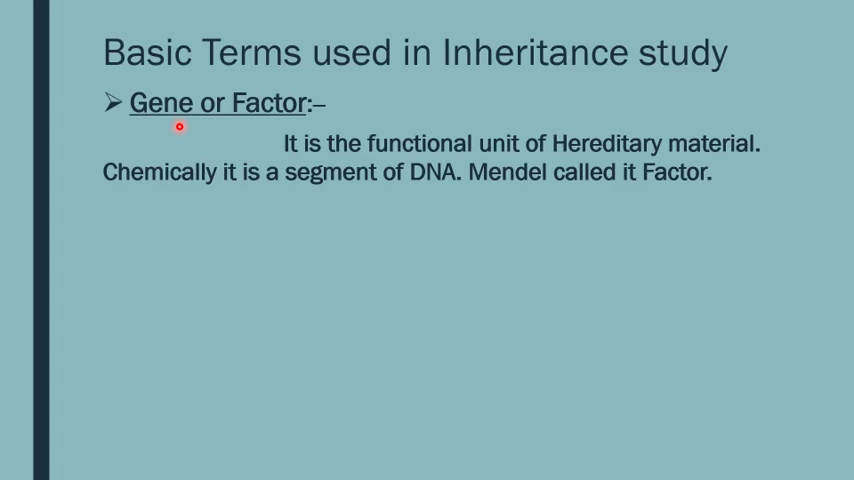 Basic Terms used in Inheritance study
➢ Gene or Factor:–
It is the functional unit of Hereditary material.
Chemically it is a segment of DNA. Mendel called it Factor.